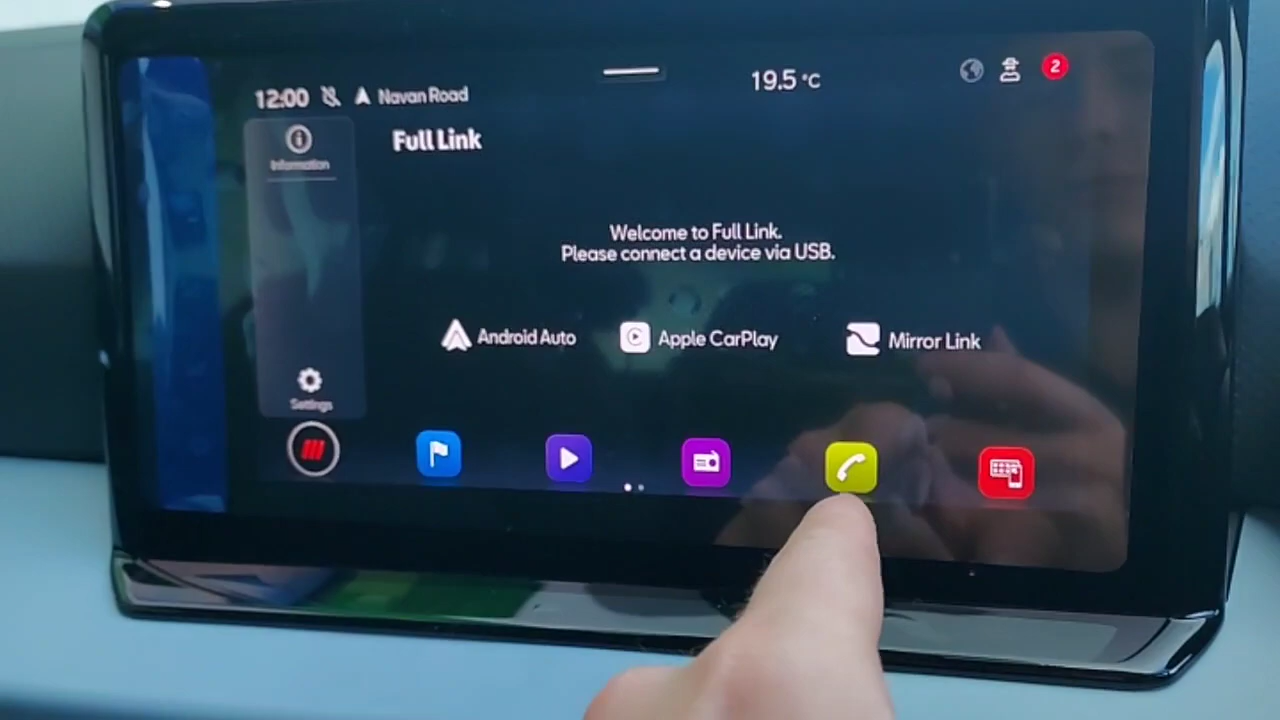 12:00 Navan Road
19.5 °C
2
Information
Full Link
Welcome to Full Link.
Please connect a device via USB.
Android Auto
Apple CarPlay
Mirror Link
Settings